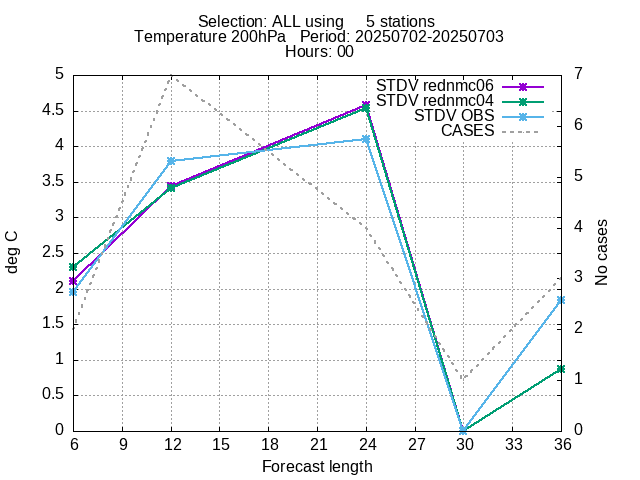 Selection: ALL using 5 stations
Temperature 200hPa Period: 20250702-20250703
Hours: 00
STDV rednmc06
STDV rednmc04
STDV OBS
CASES
5
4.5
4
3.5
3
2.5
2
1.5
1
0.5
0
7
6
5
4
3
2
1
0
deg C
No cases
6 9 12 15 18 21 24 27 30 33 36
Forecast length